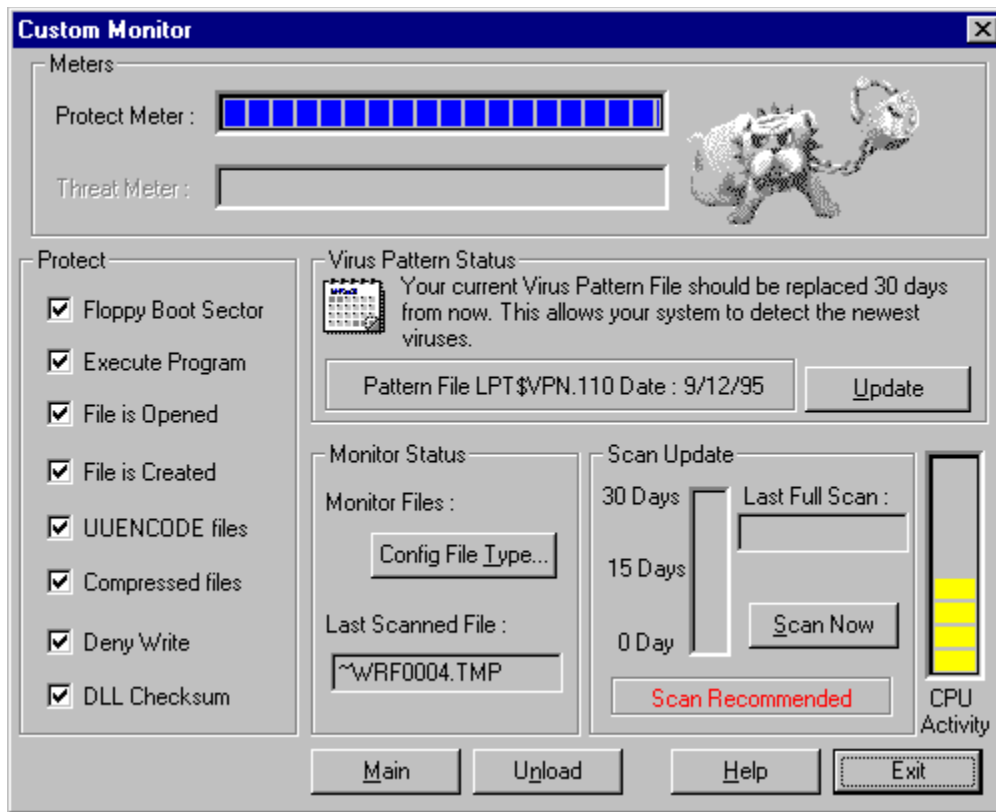 Custom Monitor
Meters
Protect Meter :
Threat Meter :
Protect
Floppy Boot Sector
Execute Program
File is Opened
File is Created
UUENCODE files
Compressed files
Deny Write
DLL Checksum
Virus Pattern Status
Your current Virus Pattern File should be replaced 30 days
from now. This allows your system to detect the newest
viruses.
Pattern File LPT$VPN.110 Date : 9/12/95
Update
Monitor Status
Monitor Files :
Config File Type...
Last Scanned File :
~WRF0004.TMP
Scan Update
30 Days
15 Days
0 Day
Last Full Scan :
Scan Now
Scan Recommended
CPU
Activity
Main
Unload
Help
Exit